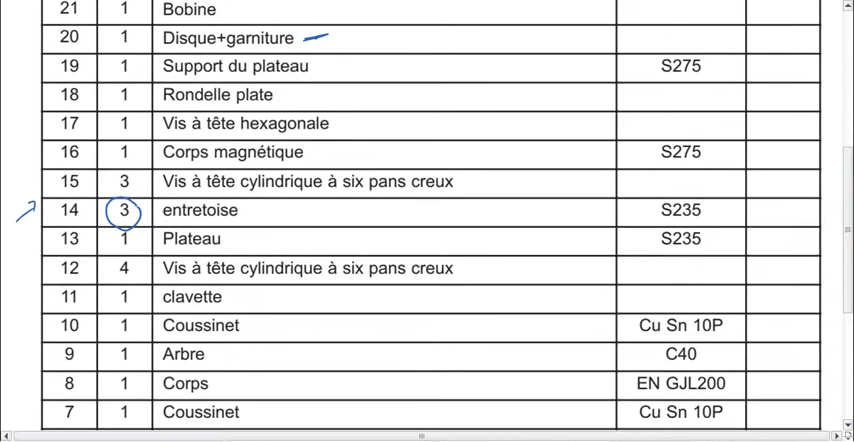 21 1 Bobine
20 1 Disque+garniture
19 1 Support du plateau S275
18 1 Rondelle plate
17 1 Vis à tête hexagonale
16 1 Corps magnétique S275
15 3 Vis à tête cylindrique à six pans creux
14 3 entretoise S235
13 1 Plateau S235
12 4 Vis à tête cylindrique à six pans creux
11 1 clavette
10 1 Coussinet Cu Sn 10P
9 1 Arbre C40
8 1 Corps EN GJL200
7 1 Coussinet Cu Sn 10P